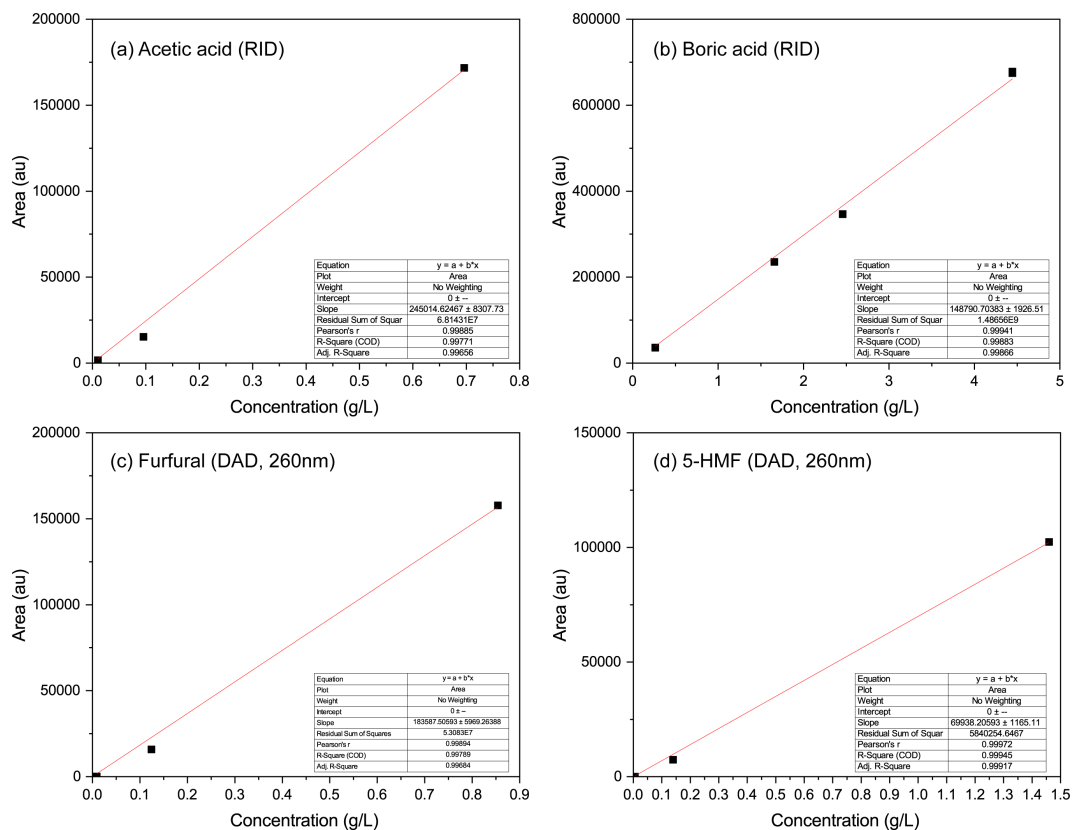 (a) Acetic acid (RID)
200000
150000
100000
50000
0
Area (au)
Equation y = a + b*x
Plot Area
Weight No Weighting
Intercept 0 ± --
Slope 245014.62467 ± 8307.73
Residual Sum of Squar 6.81431E7
Pearson's r 0.99885
R-Square (COD) 0.99771
Adj. R-Square 0.99656
0.0 0.1 0.2 0.3 0.4 0.5 0.6 0.7 0.8
Concentration (g/L)
(b) Boric acid (RID)
800000
600000
400000
200000
0
Area (au)
Equation y = a + b*x
Plot Area
Weight No Weighting
Intercept 0 ± --
Slope 148790.70383 ± 1926.51
Residual Sum of Squar 1.48656E9
Pearson's r 0.99941
R-Square (COD) 0.99883
Adj. R-Square 0.99866
0 1 2 3 4 5
Concentration (g/L)
(c) Furfural (DAD, 260nm)
200000
150000
100000
50000
0
Area (au)
Equation y = a + b*x
Plot Area
Weight No Weighting
Intercept 0 ± --
Slope 183587.50593 ± 5969.26388
Residual Sum of Squares 5.3083E7
Pearson's r 0.99894
R-Square (COD) 0.99789
Adj. R-Square 0.99684
0.0 0.1 0.2 0.3 0.4 0.5 0.6 0.7 0.8 0.9
Concentration (g/L)
(d) 5-HMF (DAD, 260nm)
150000
100000
50000
0
Area (au)
Equation y = a + b*x
Plot Area
Weight No Weighting
Intercept 0 ± --
Slope 69938.20593 ± 1165.11
Residual Sum of Squar 5840254.6467
Pearson's r 0.99972
R-Square (COD) 0.99945
Adj. R-Square 0.99917
0.0 0.1 0.2 0.3 0.4 0.5 0.6 0.7 0.8 0.9 1.0 1.1 1.2 1.3 1.4 1.5
Concentration (g/L)